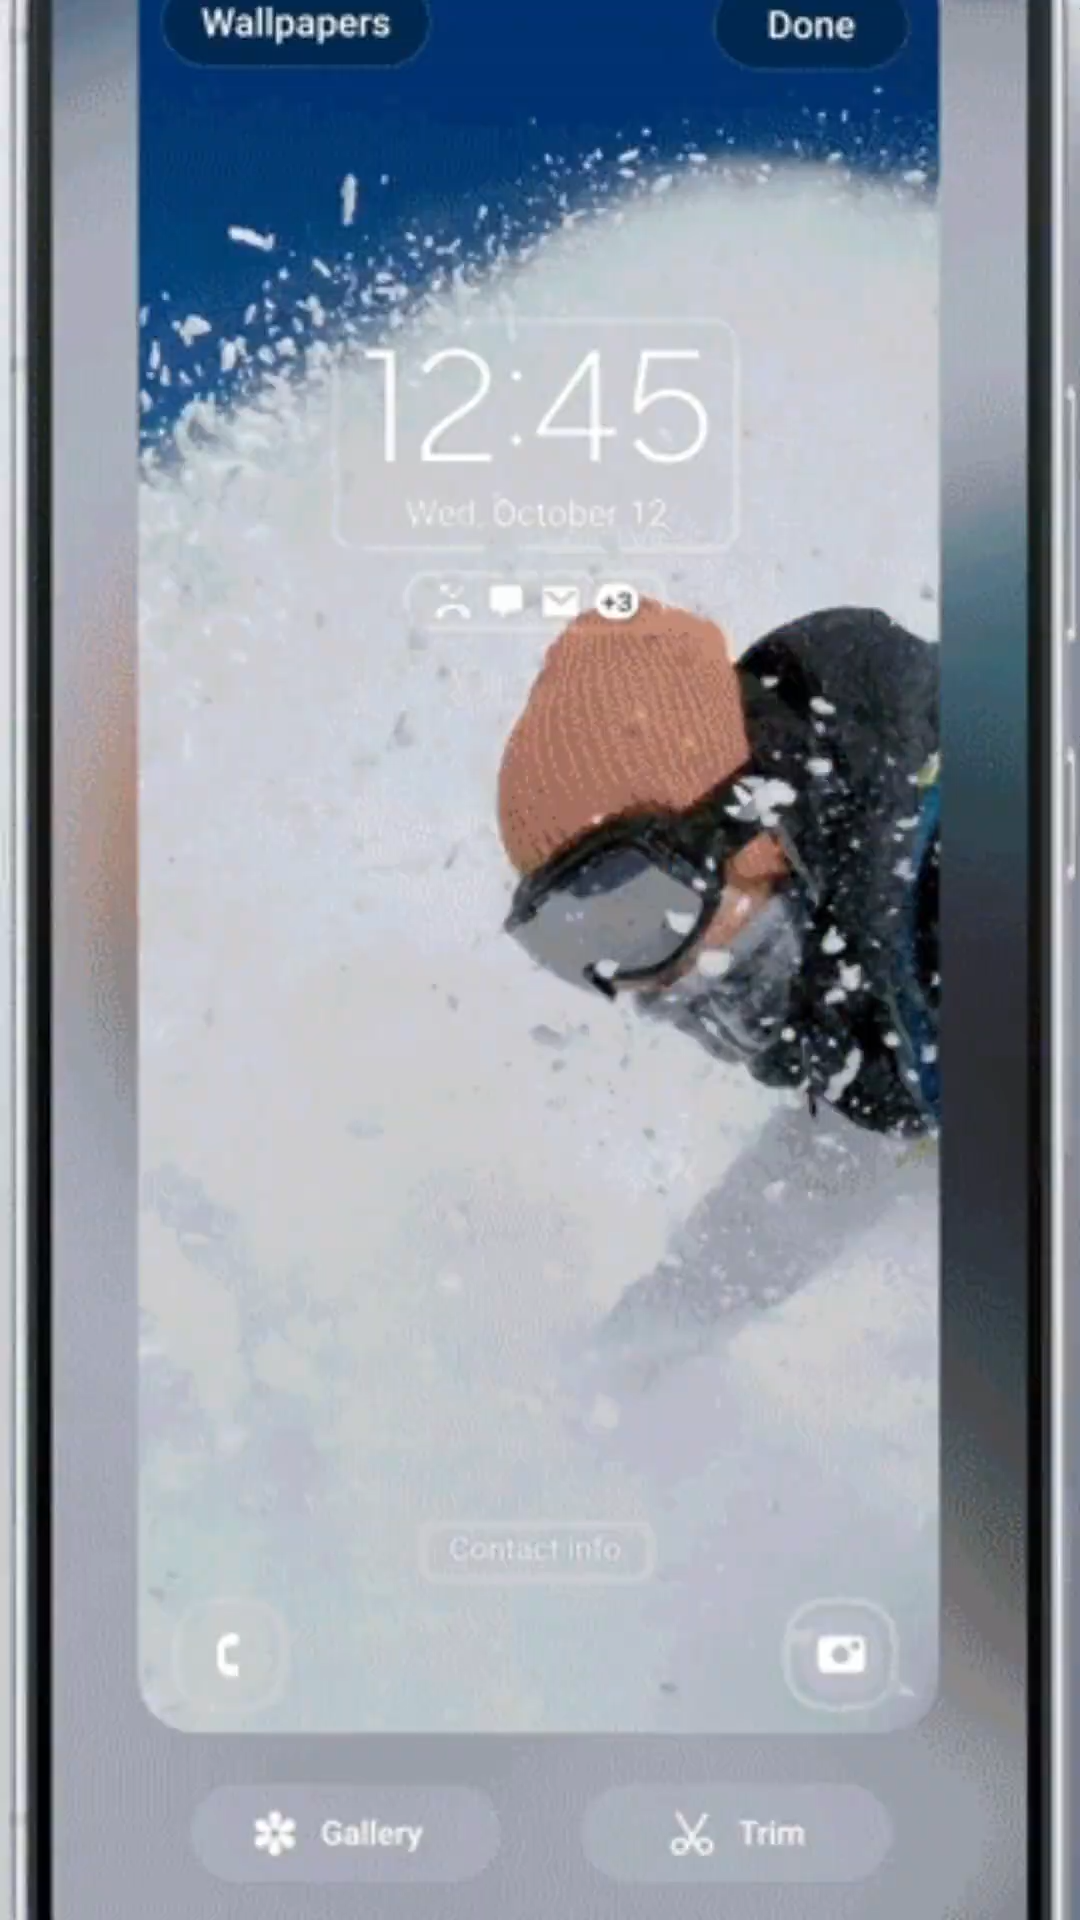 Wallpapers
Done
12:45
Wed, October 12
+3
Contact info
Gallery
Trim